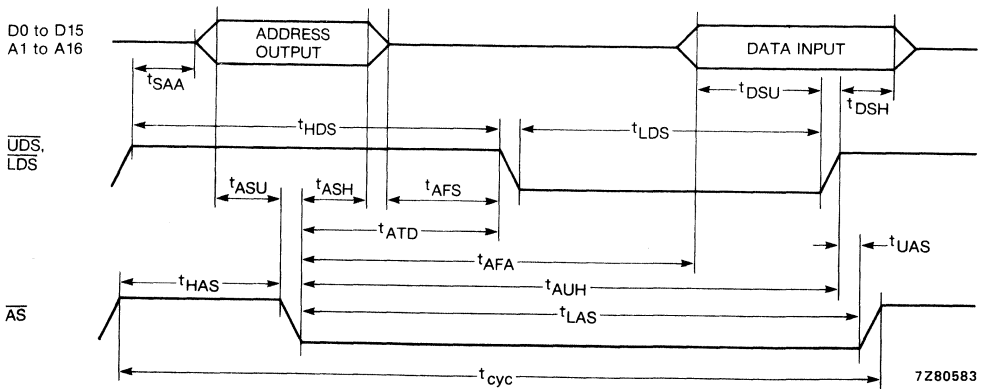 D0 to D15
A1 to A16
ADDRESS
OUTPUT
DATA INPUT
tSAA
tDSU
tDSH
tHDS
tLDS
UDS,
LDS
tASU
tASH
tAFS
tATD
tUAS
tAFA
tHAS
tAUH
AS
tLAS
tcyc
7Z80583